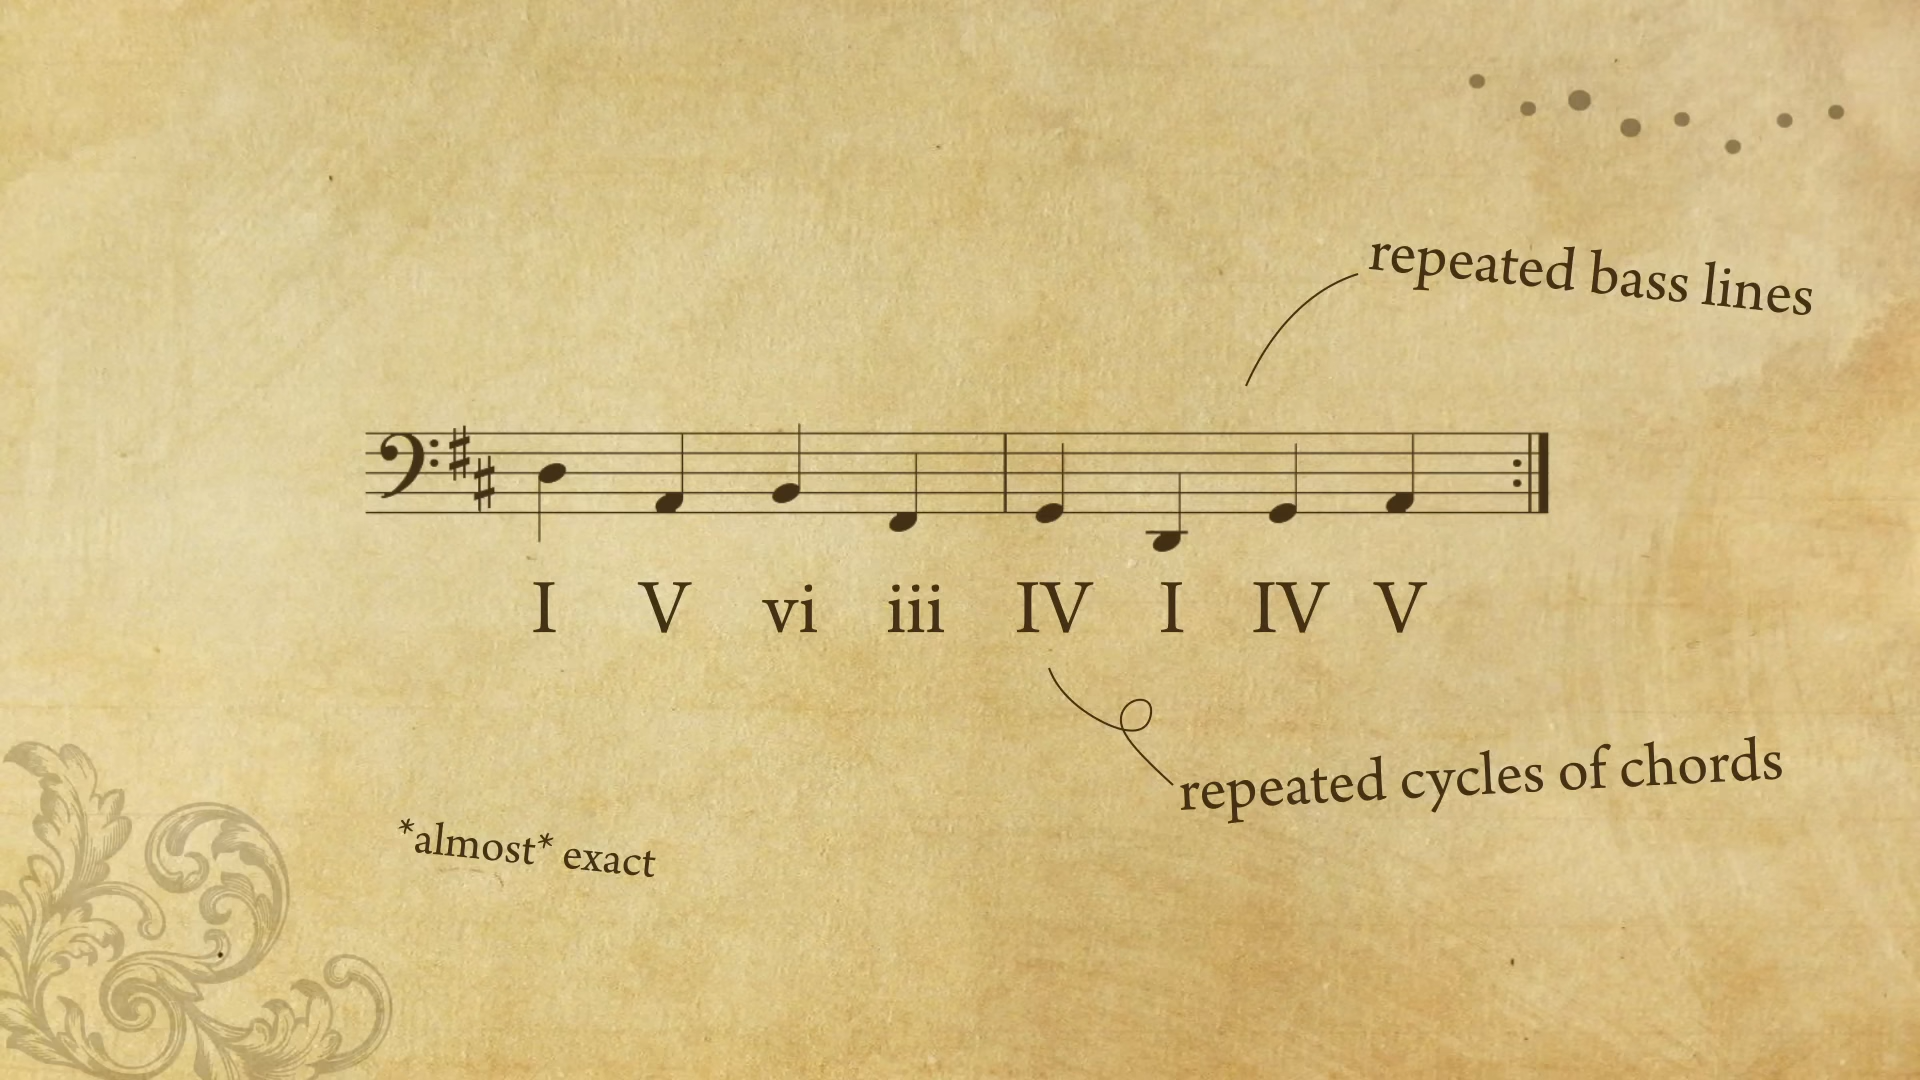 repeated bass lines
I V vi iii IV I IV V
repeated cycles of chords
*almost* exact